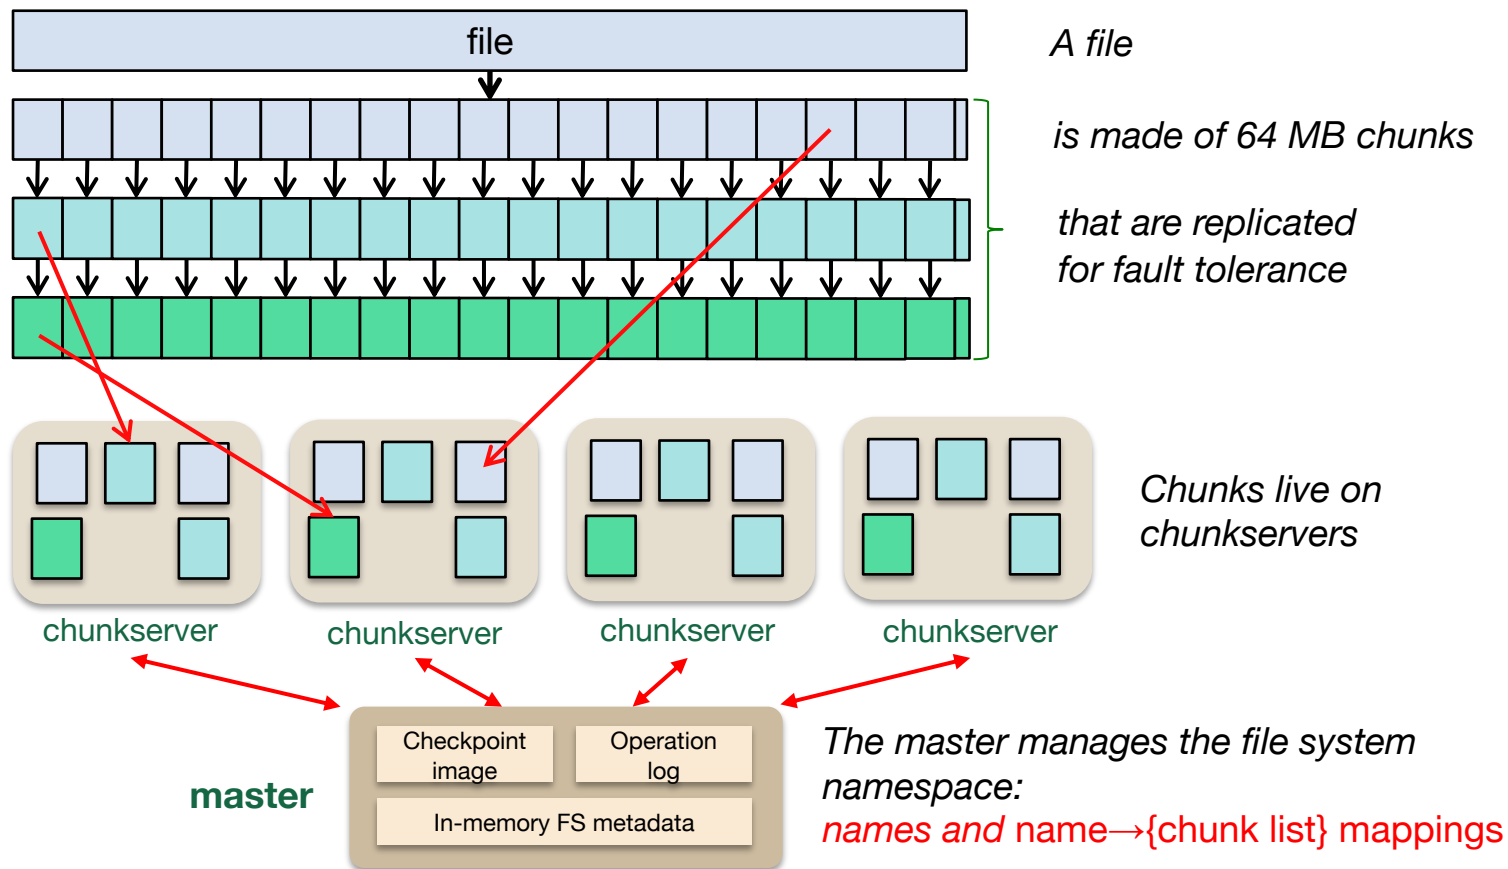 file
A file
is made of 64 MB chunks
that are replicated
for fault tolerance
Chunks live on
chunkservers
chunkserver
chunkserver
chunkserver
chunkserver
master
Checkpoint
image
Operation
log
In-memory FS metadata
The master manages the file system
namespace:
names and name→{chunk list} mappings